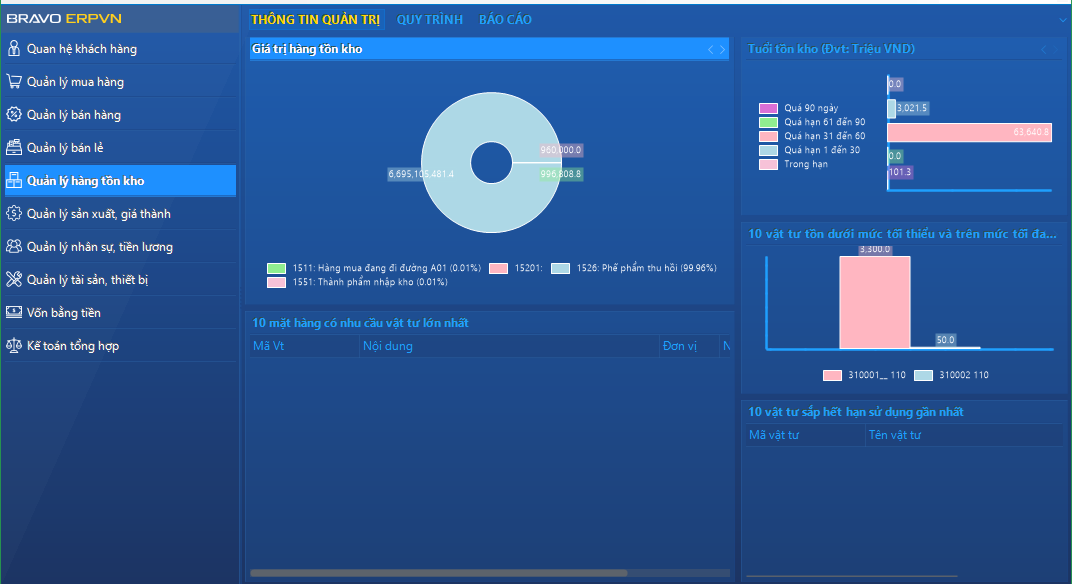 BRAVO ERPVN
Quan hệ khách hàng
Quản lý mua hàng
Quản lý bán hàng
Quản lý bán lẻ
Quản lý hàng tồn kho
Quản lý sản xuất, giá thành
Quản lý nhân sự, tiền lương
Quản lý tài sản, thiết bị
Vốn bằng tiền
Kế toán tổng hợp
THÔNG TIN QUẢN TRỊ QUY TRÌNH BÁO CÁO
Giá trị hàng tồn kho
960,000.0
6,695,105,481.4
996,808.8
1511: Hàng mua đang đi đường A01 (0.01%) 15201: 1526: Phế phẩm thu hồi (99.96%)
1551: Thành phẩm nhập kho (0.01%)
10 mặt hàng có nhu cầu vật tư lớn nhất
Mã Vt Nội dung Đơn vị N
Tuổi tồn kho (Đvt: Triệu VND)
Quá 90 ngày
Quá hạn 61 đến 90
Quá hạn 31 đến 60
Quá hạn 1 đến 30
Trong hạn
0.0
3,021.5
63,640.8
0.0
101.3
10 vật tư tồn dưới mức tối thiểu và trên mức tối đa...
3,300.0
50.0
310001__ 110 310002 110
10 vật tư sắp hết hạn sử dụng gần nhất
Mã vật tư Tên vật tư